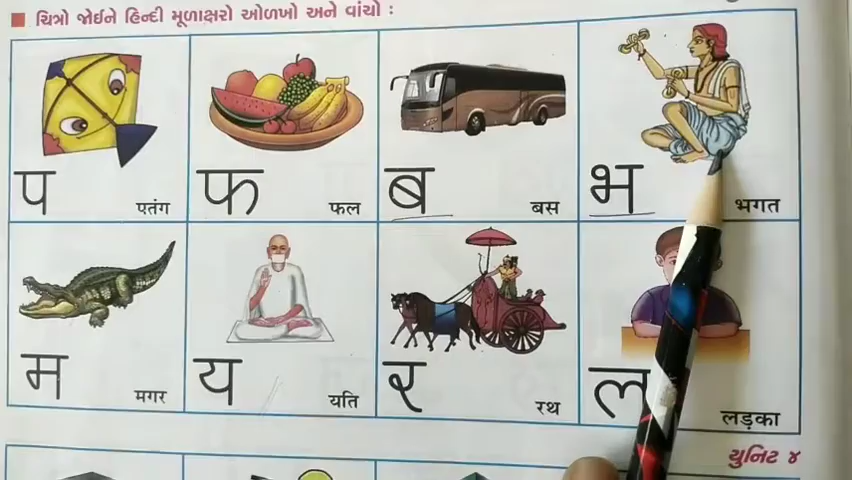 ચિત્રો જોઈને હિન્દી મૂળાક્ષરો ઓળખો અને વાંચો :
प पतंग
फ फल
ब बस
भ भगत
म मगर
य यति
र रथ
ल लड़का
યુનિટ ૪